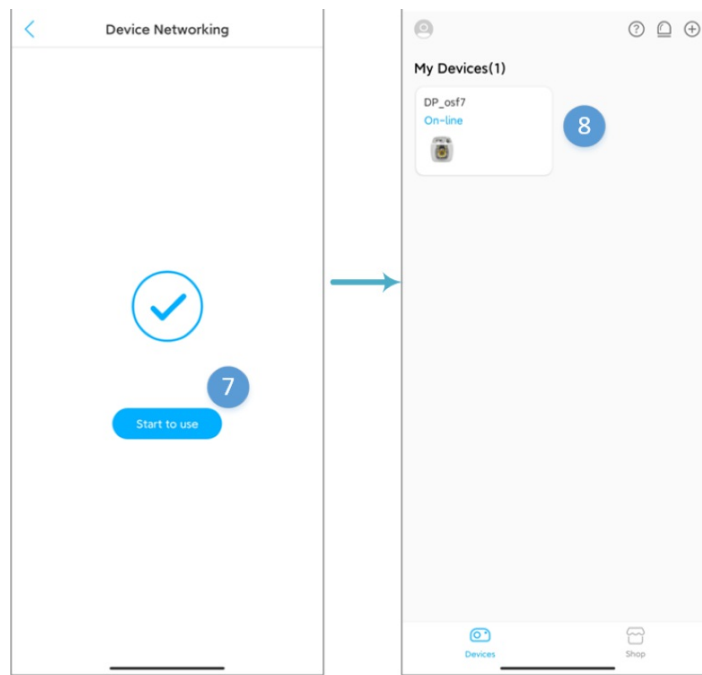 Device Networking
7
Start to use
My Devices(1)
DP_osf7
On-line
8
Devices
Shop